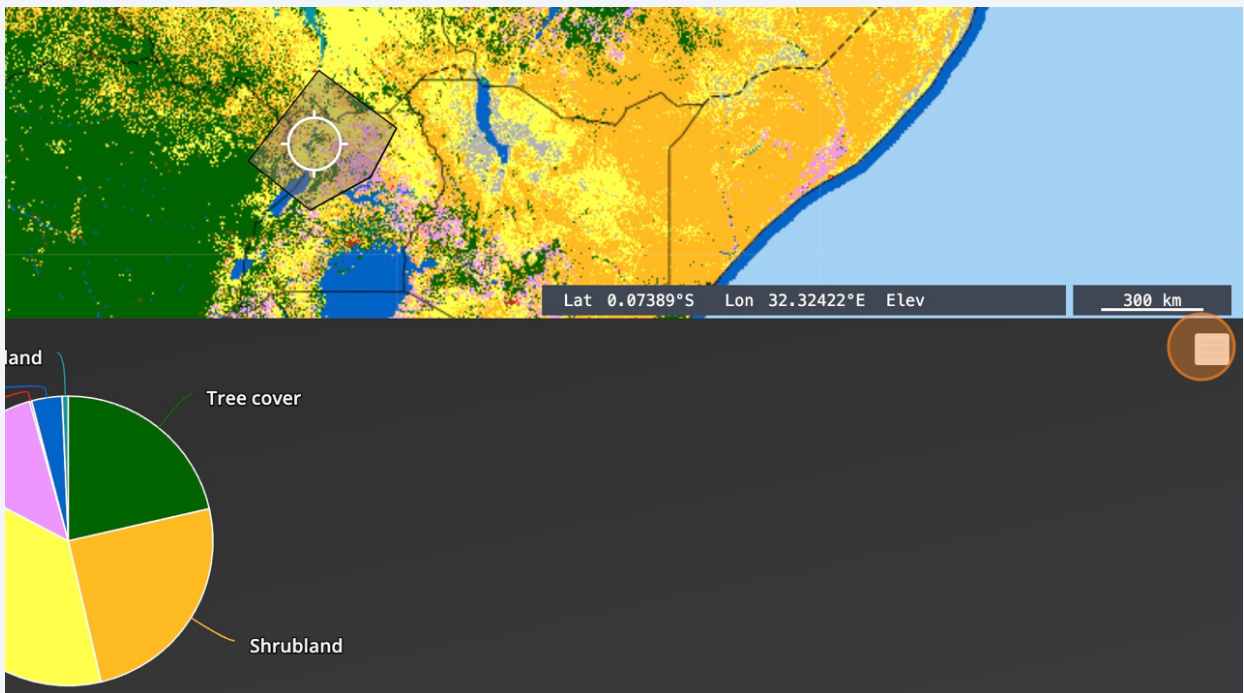 Lat 0.07389°S Lon 32.32422°E Elev
300 km
land
Tree cover
Shrubland